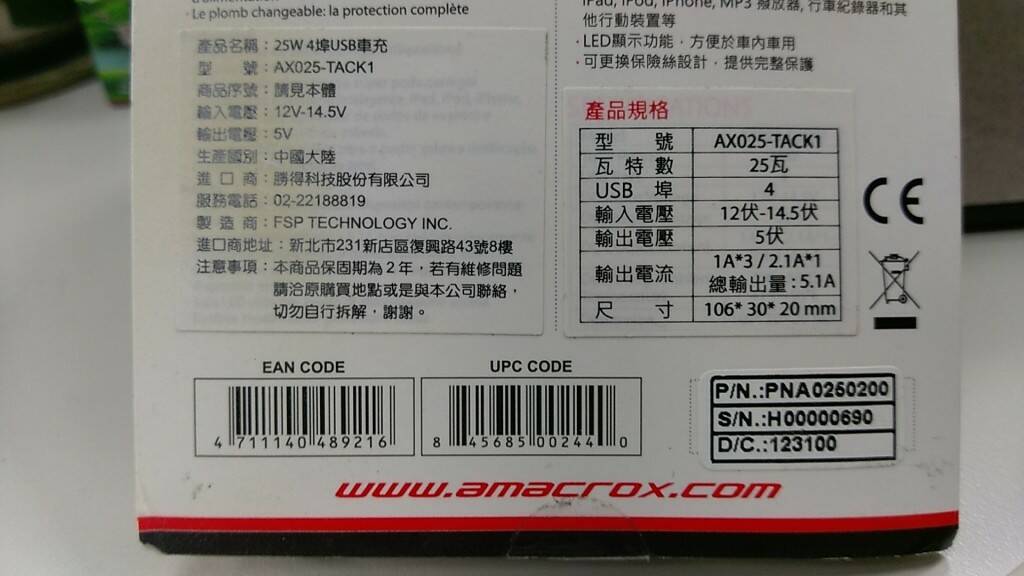 · Le plomb changeable: la protection complète
產品名稱：25W 4埠USB車充
型 號：AX025-TACK1
商品序號：請見本體
輸入電壓：12V-14.5V
輸出電壓：5V
生產國別：中國大陸
進 口 商：勝得科技股份有限公司
服務電話：02-22188819
製 造 商：FSP TECHNOLOGY INC.
進口商地址：新北市231新店區復興路43號8樓
注意事項：本商品保固期為2年，若有維修問題
請洽原購買地點或是與本公司聯絡，
切勿自行拆解，謝謝。
iPad, iPod, iPhone, MP3 撥放器, 行車紀錄器和其
他行動裝置等
· LED顯示功能，方便於車內車用
· 可更換保險絲設計，提供完整保護
產品規格
型 號 AX025-TACK1
瓦 特 數 25瓦
USB 埠 4
輸入電壓 12伏-14.5伏
輸出電壓 5伏
輸出電流 1A*3 / 2.1A*1
總輸出量：5.1A
尺 寸 106* 30* 20 mm
CE
EAN CODE
4 711140 489216
UPC CODE
8 45685 00244 0
P/N.:PNA0250200
S/N.:H00000690
D/C.:123100
www.amacrox.com